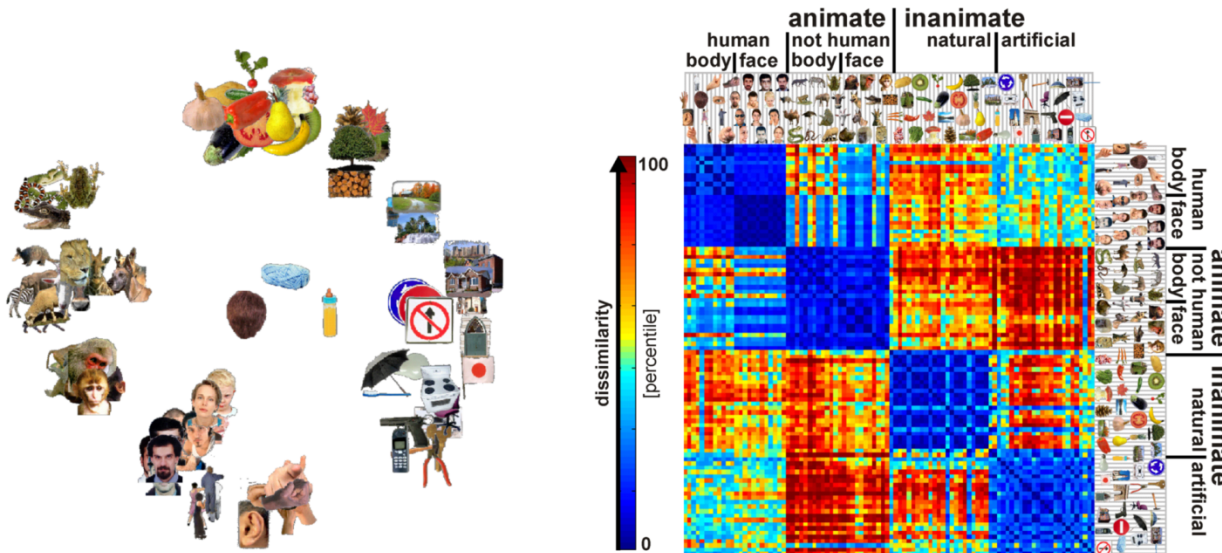 animate | inanimate
human | not human | natural | artificial
body | face | body | face
100
dissimilarity
[percentile]
0
human
body | face
not human
body | face
animate
natural
artificial
inanimate